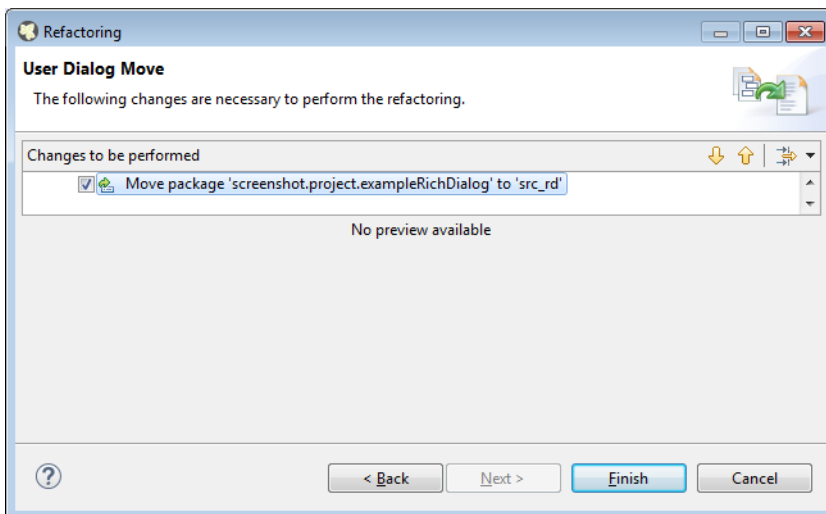 Refactoring
User Dialog Move
The following changes are necessary to perform the refactoring.
Changes to be performed
Move package 'screenshot.project.exampleRichDialog' to 'src_rd'
No preview available
< Back Next > Finish Cancel